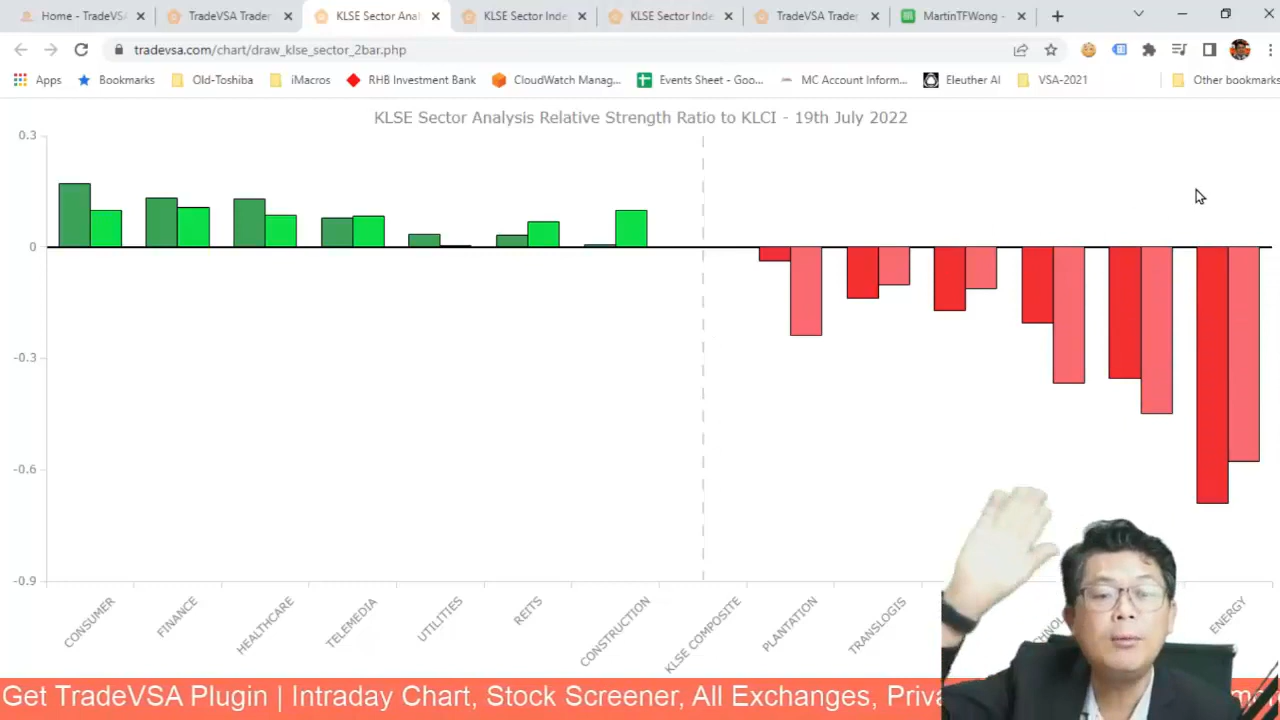 Home - TradeVSA
TradeVSA Trader
KLSE Sector Anal
KLSE Sector Inde
KLSE Sector Inde
TradeVSA Trader
MartinTFWong -
tradevsa.com/chart/draw_klse_sector_2bar.php
Apps
Bookmarks
Old-Toshiba
iMacros
RHB Investment Bank
CloudWatch Manag...
Events Sheet - Goo...
MC Account Inform...
Eleuther AI
VSA-2021
Other bookmarks
KLSE Sector Analysis Relative Strength Ratio to KLCI - 19th July 2022
0.3
0
-0.3
-0.6
-0.9
CONSUMER
FINANCE
HEALTHCARE
TELEMEDIA
UTILITIES
REITS
CONSTRUCTION
KLSE COMPOSITE
PLANTATION
TRANSLOGIS
ENERGY
Get TradeVSA Plugin | Intraday Chart, Stock Screener, All Exchanges, Priva